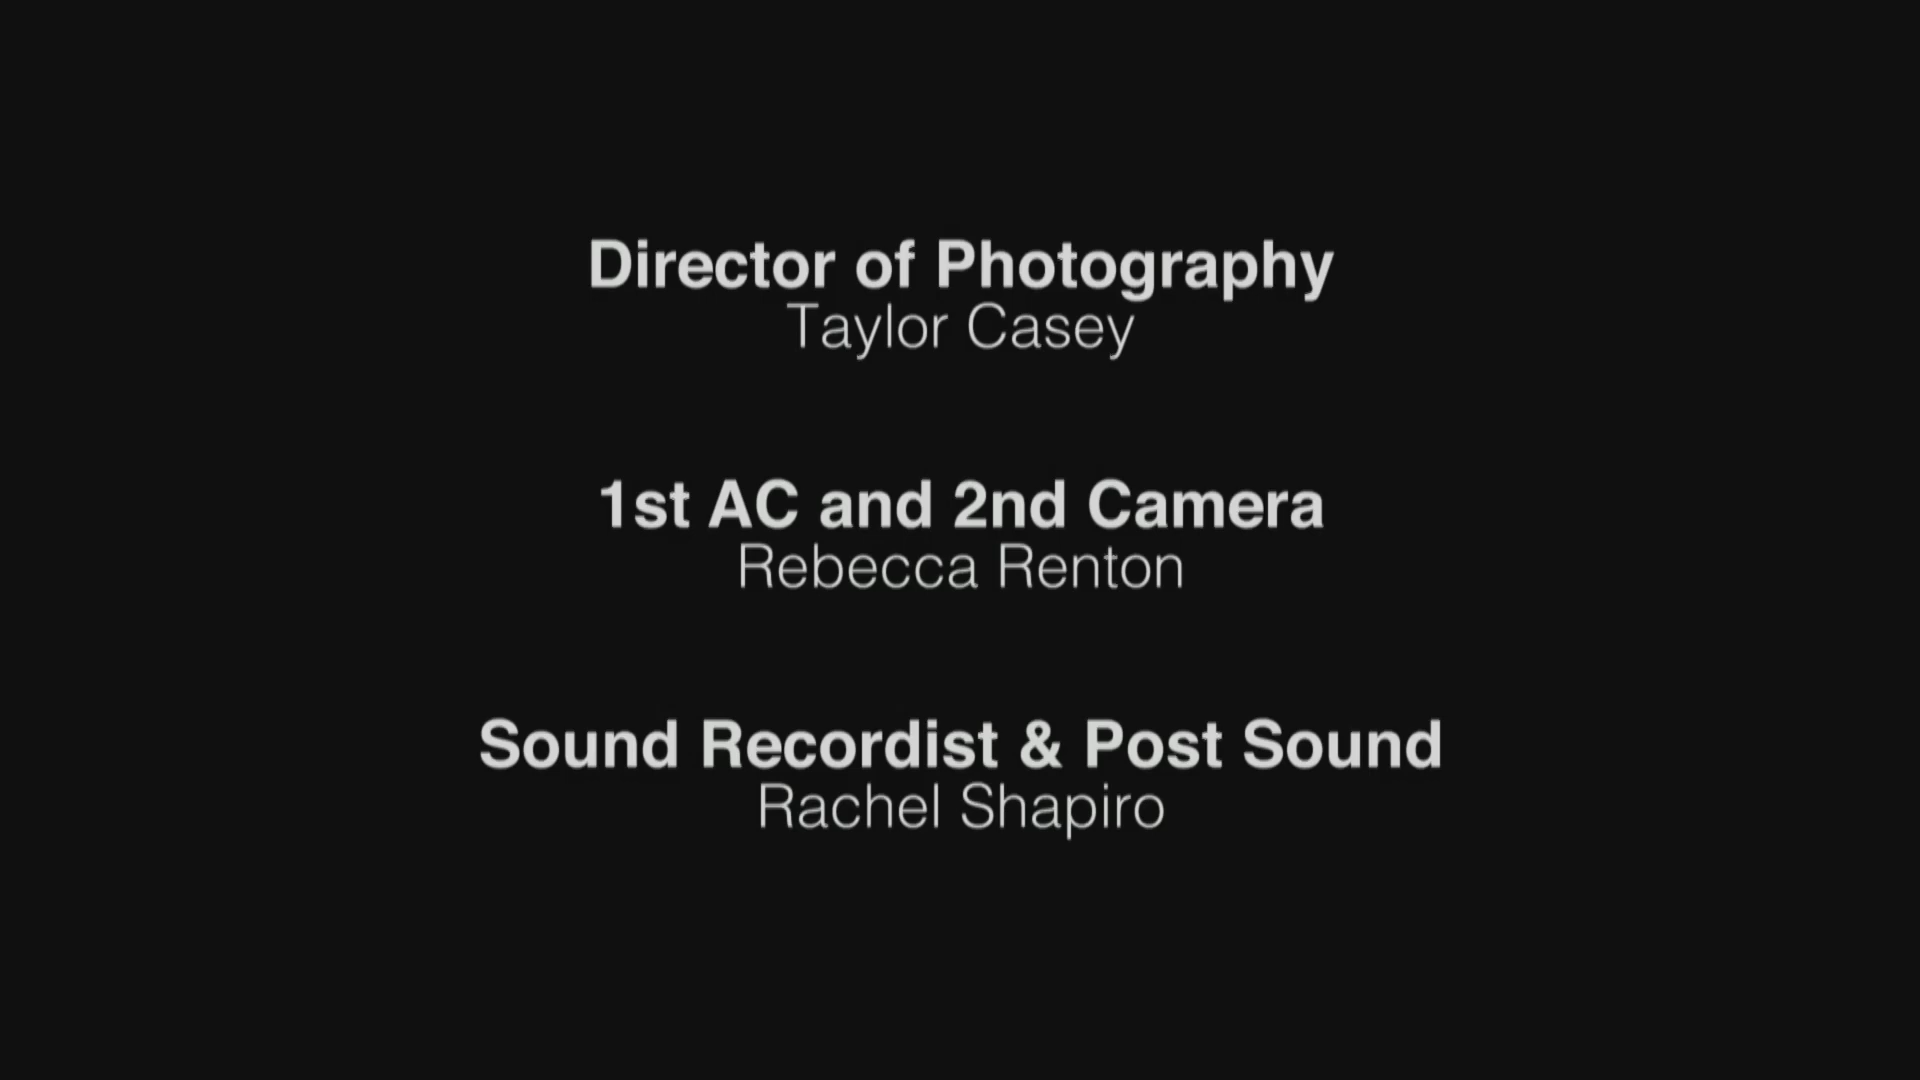 Director of Photography
Taylor Casey
1st AC and 2nd Camera
Rebecca Renton
Sound Recordist & Post Sound
Rachel Shapiro